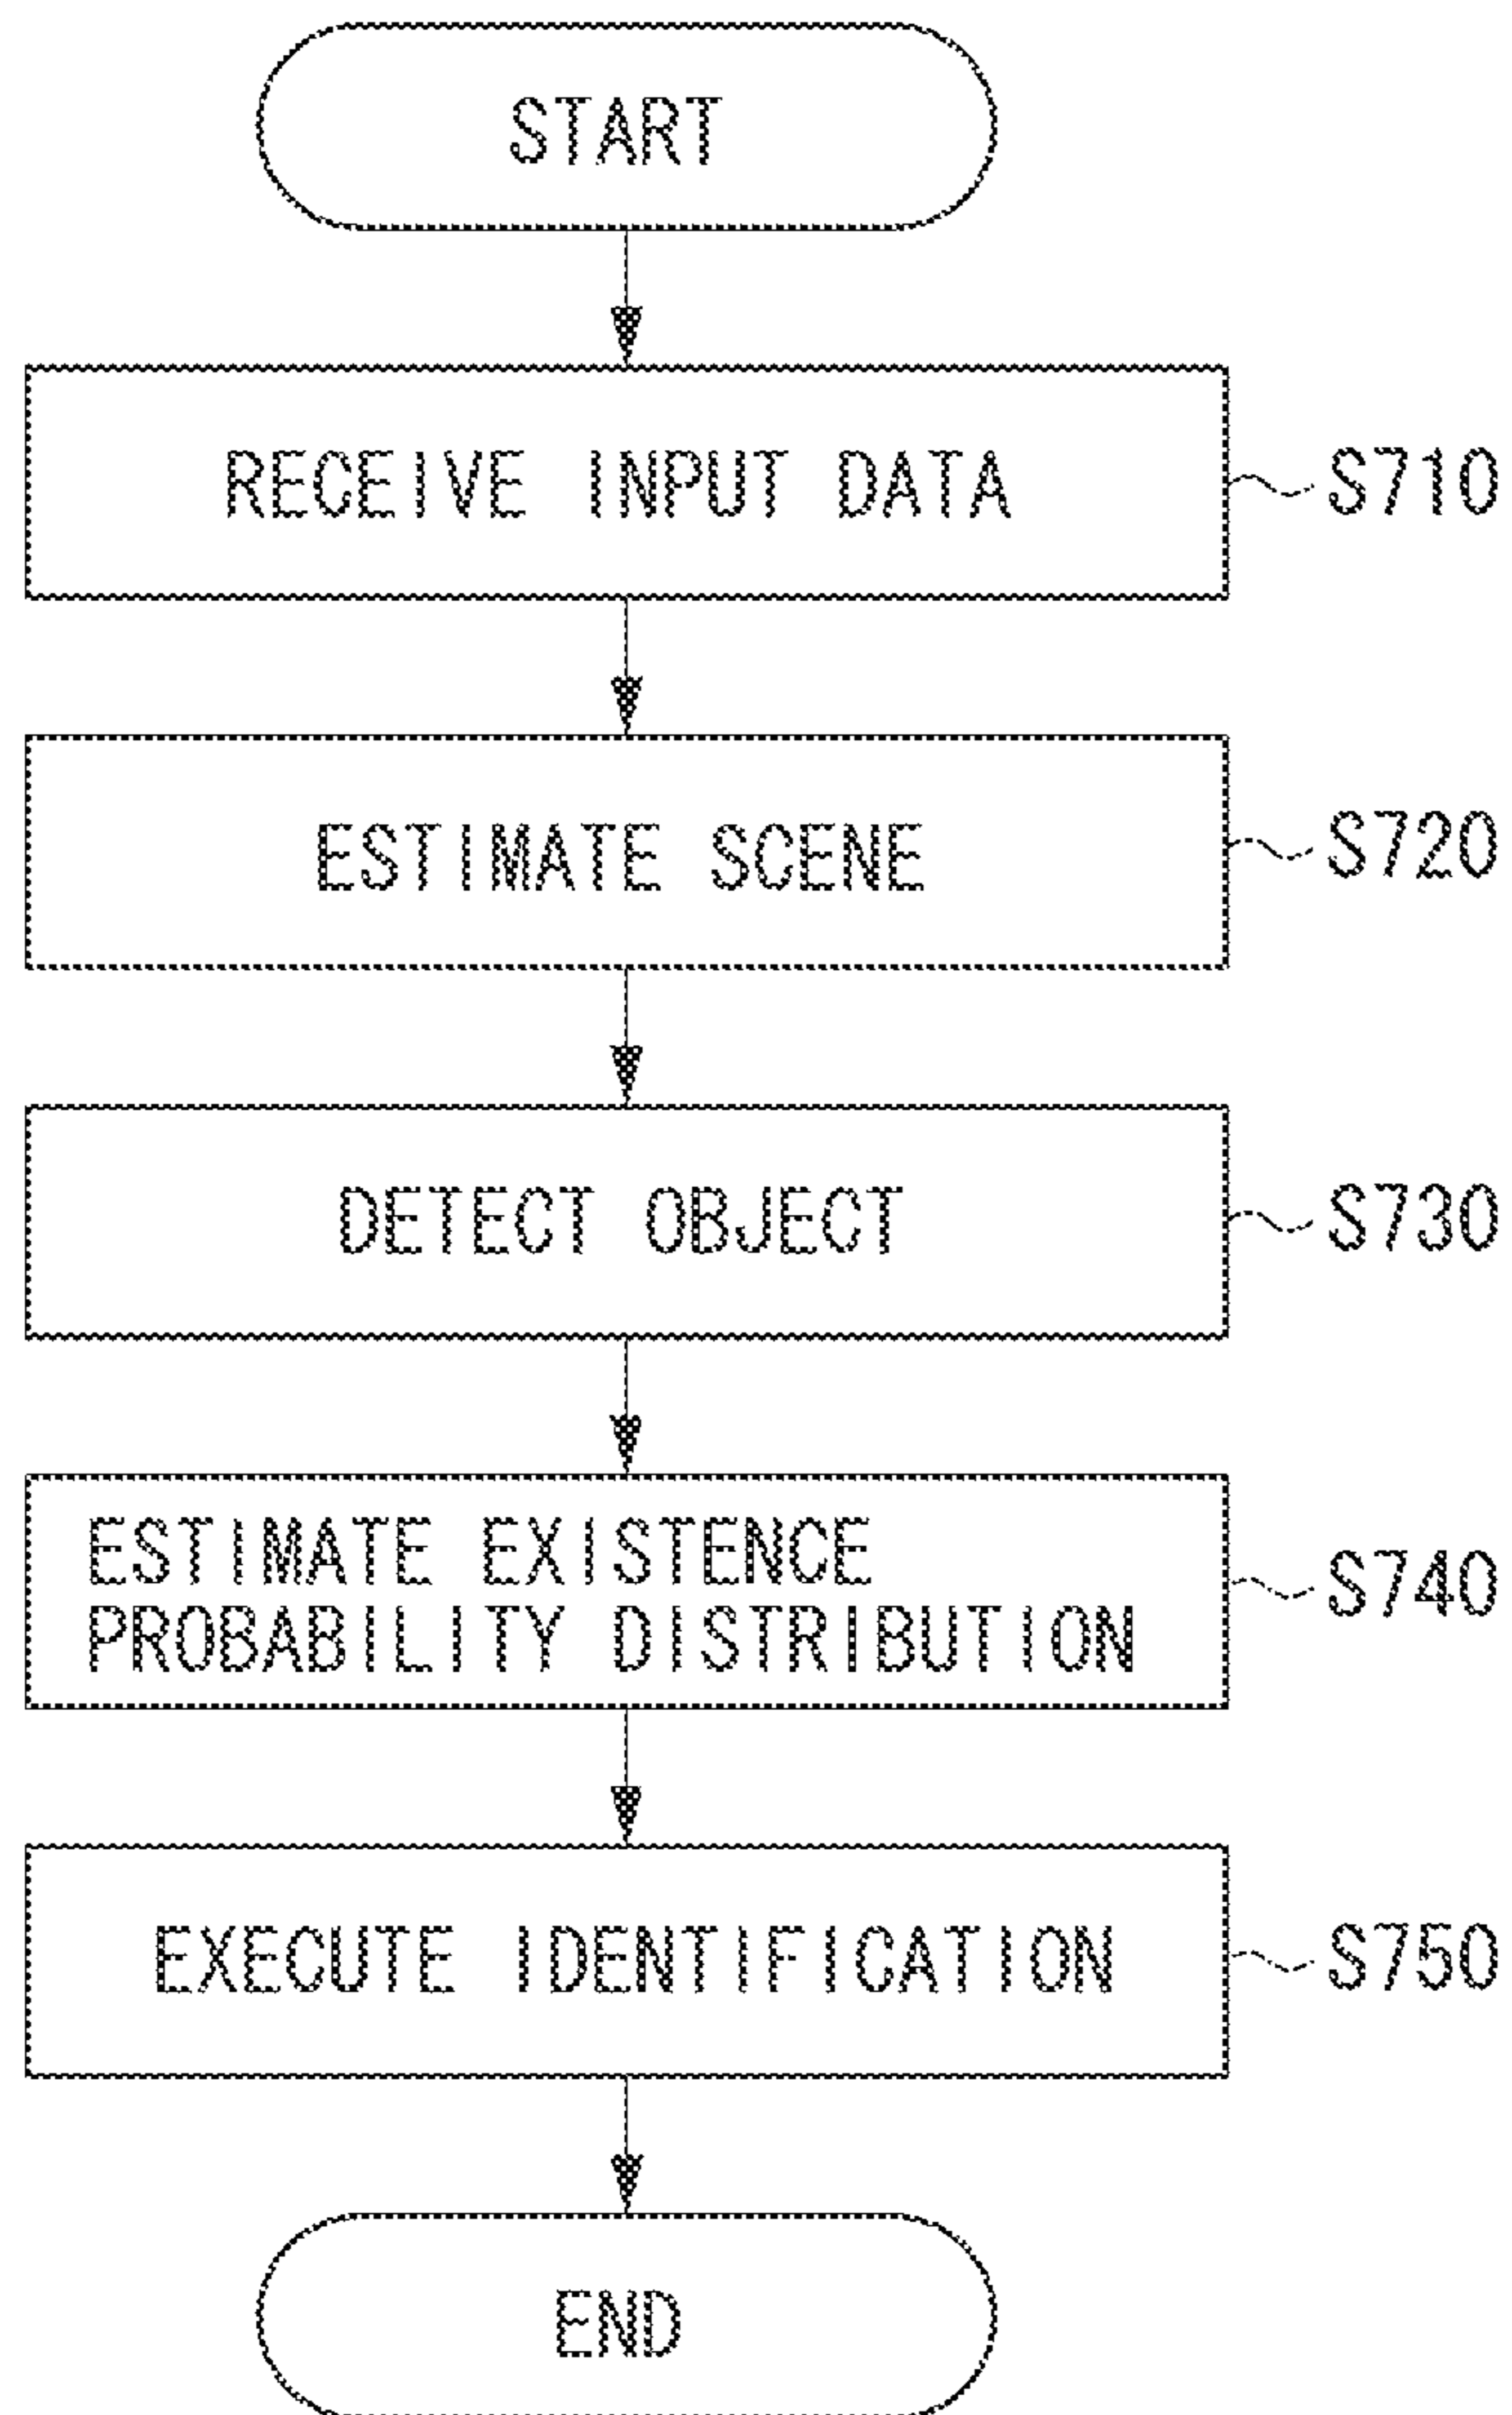 START
RECEIVE INPUT DATA
S710
ESTIMATE SCENE
S720
DETECT OBJECT
S730
ESTIMATE EXISTENCE
PROBABILITY DISTRIBUTION
S740
EXECUTE IDENTIFICATION
S750
END